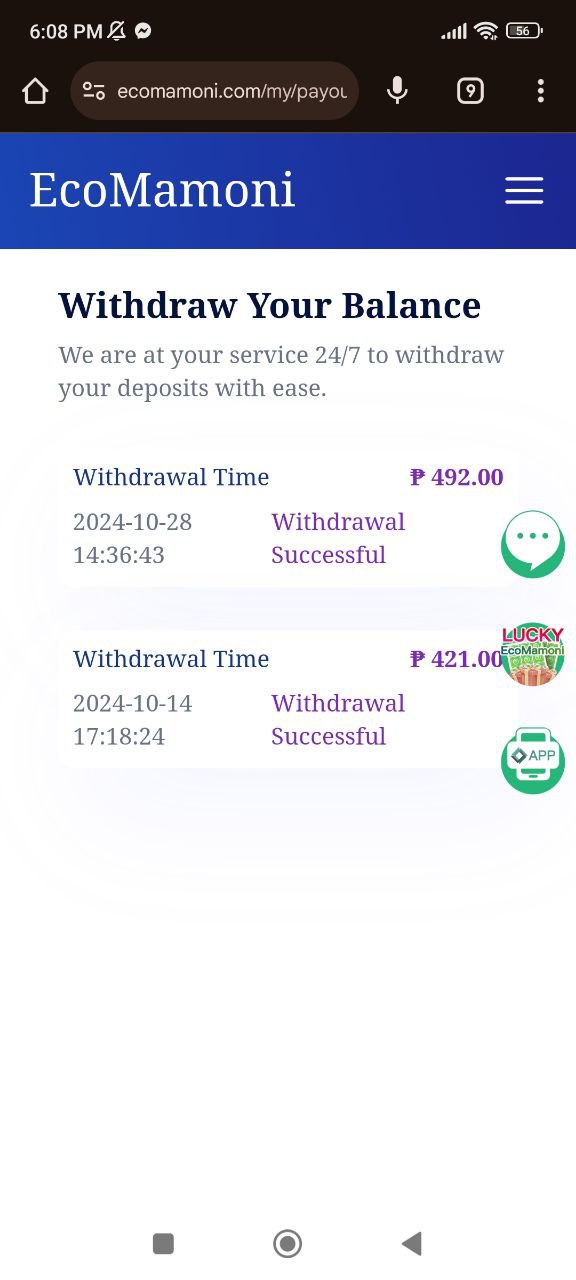 6:08 PM
56
ecomamoni.com/my/payou
9
EcoMamoni
Withdraw Your Balance
We are at your service 24/7 to withdraw
your deposits with ease.
Withdrawal Time ₱ 492.00
2024-10-28 Withdrawal
14:36:43 Successful
LUCKY
EcoMamoni
Withdrawal Time ₱ 421.00
2024-10-14 Withdrawal
17:18:24 Successful
APP